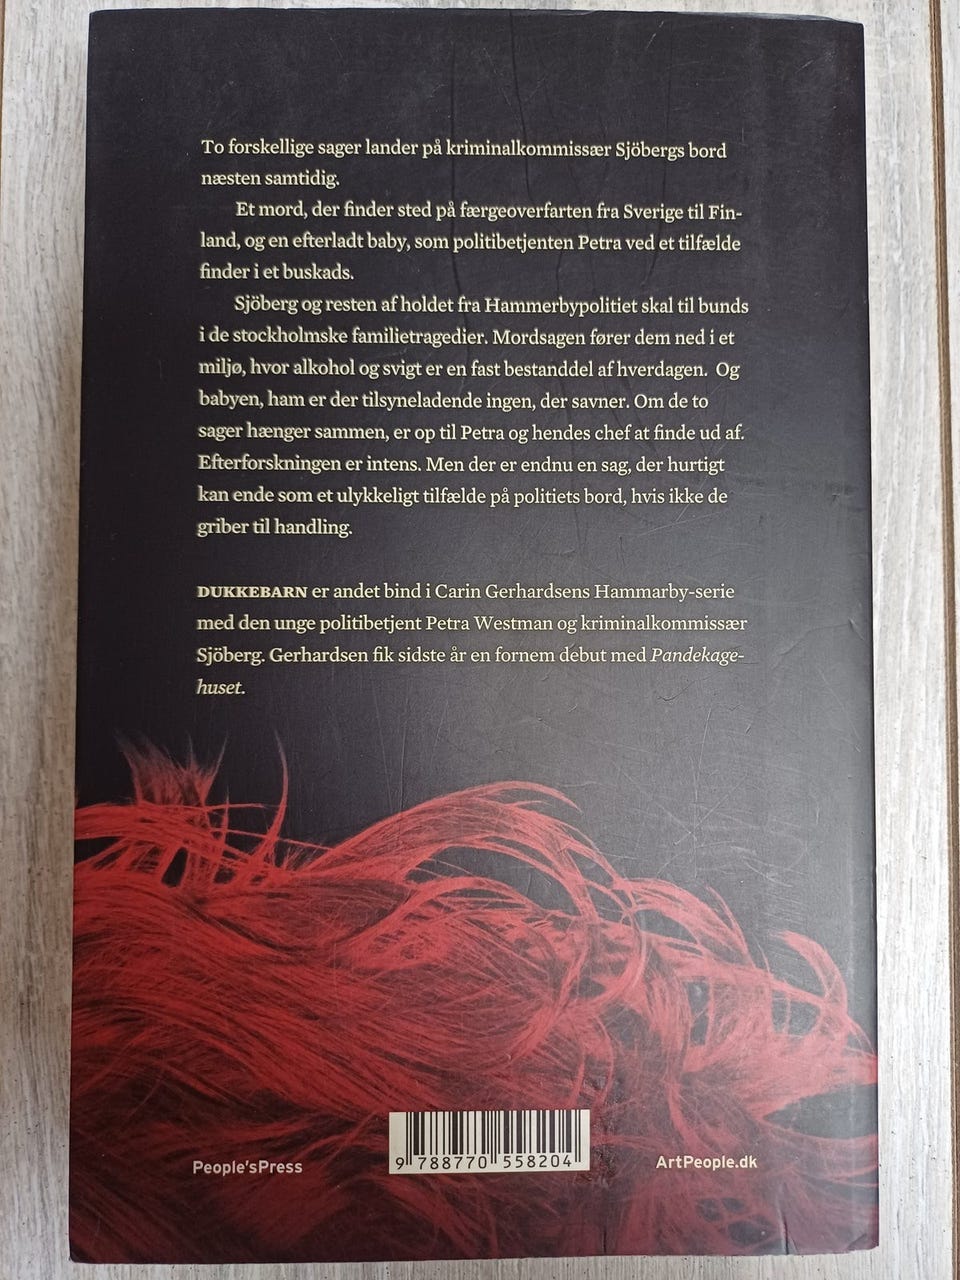 To forskellige sager lander på kriminalkommissær Sjöbergs bord
næsten samtidig.
Et mord, der finder sted på færgeoverfarten fra Sverige til Fin-
land, og en efterladt baby, som politibetjenten Petra ved et tilfælde
finder i et buskads.
Sjöberg og resten af holdet fra Hammerbypolitiet skal til bunds
i de stockholmske familietragedier. Mordsagen fører dem ned i et
miljø, hvor alkohol og svigt er en fast bestanddel af hverdagen. Og
babyen, ham er der tilsyneladende ingen, der savner. Om de to
sager hænger sammen, er op til Petra og hendes chef at finde ud af.
Efterforskningen er intens. Men der er endnu en sag, der hurtigt
kan ende som et ulykkeligt tilfælde på politiets bord, hvis ikke de
griber til handling.
DUKKEBARN er andet bind i Carin Gerhardsens Hammarby-serie
med den unge politibetjent Petra Westman og kriminalkommissær
Sjöberg. Gerhardsen fik sidste år en fornem debut med Pandekage-
huset.
People'sPress
9 788770 558204
ArtPeople.dk